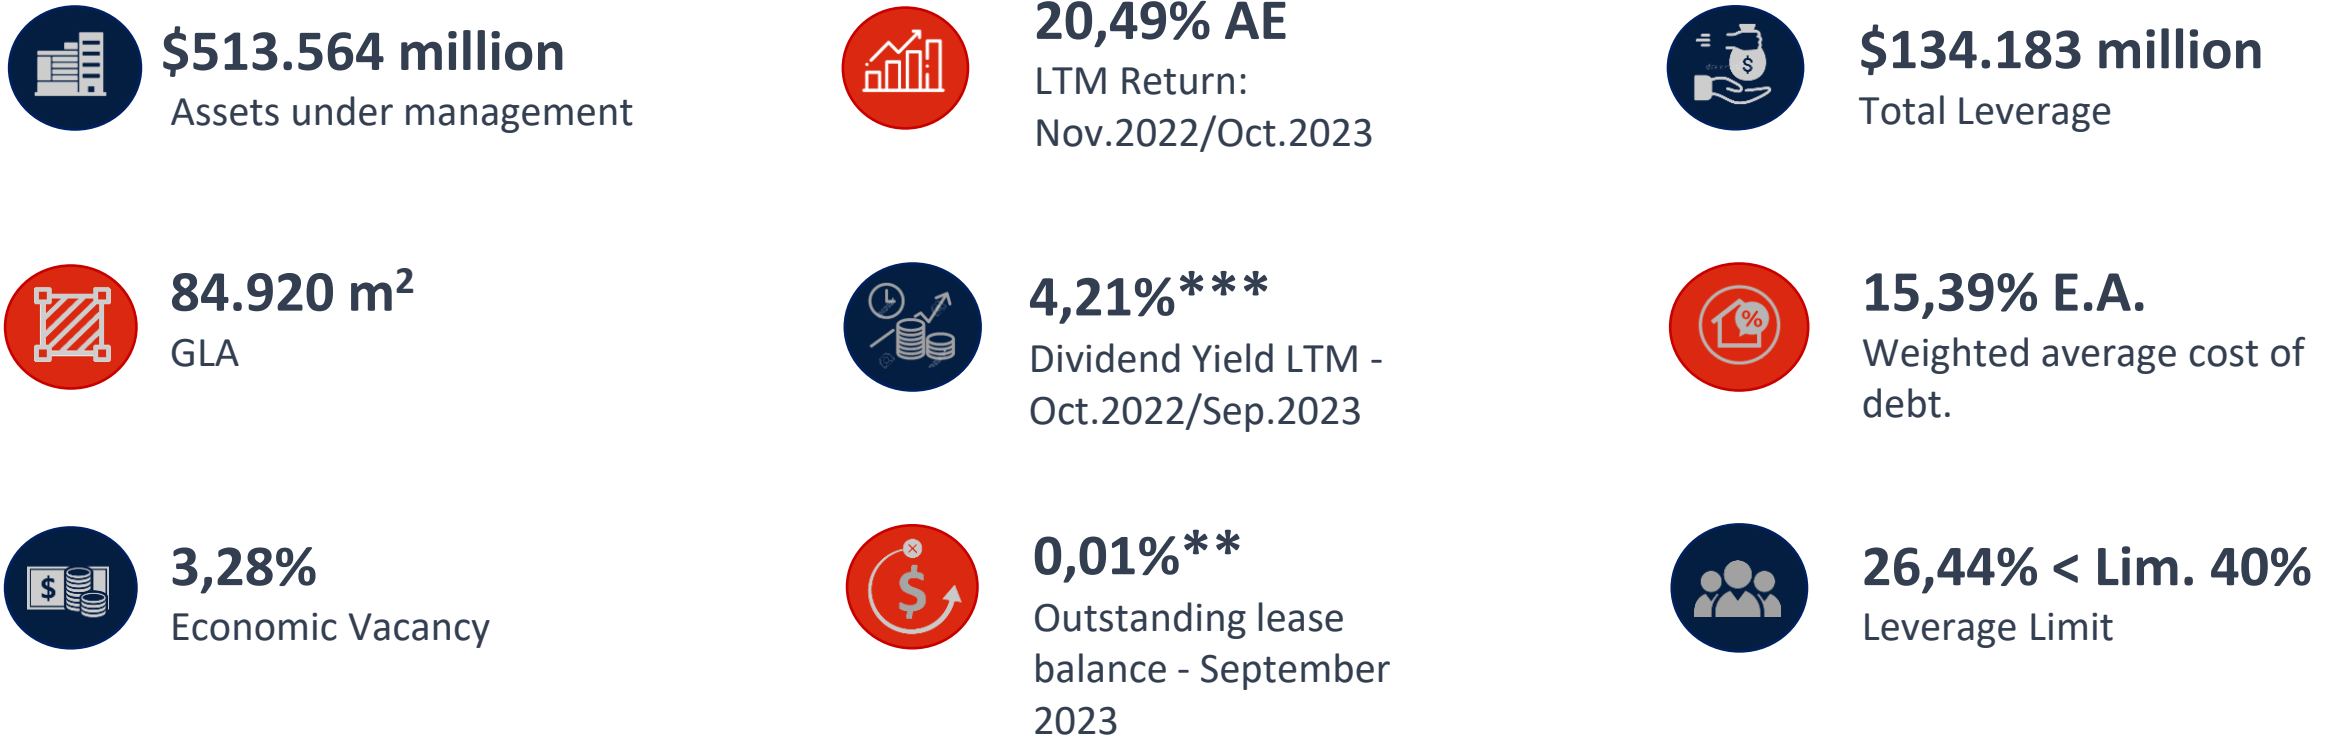 $513.564 million
Assets under management
20,49% AE
LTM Return:
Nov.2022/Oct.2023
$134.183 million
Total Leverage
84.920 m²
GLA
4,21%***
Dividend Yield LTM -
Oct.2022/Sep.2023
15,39% E.A.
Weighted average cost of
debt.
3,28%
Economic Vacancy
0,01%**
Outstanding lease
balance - September
2023
26,44% < Lim. 40%
Leverage Limit